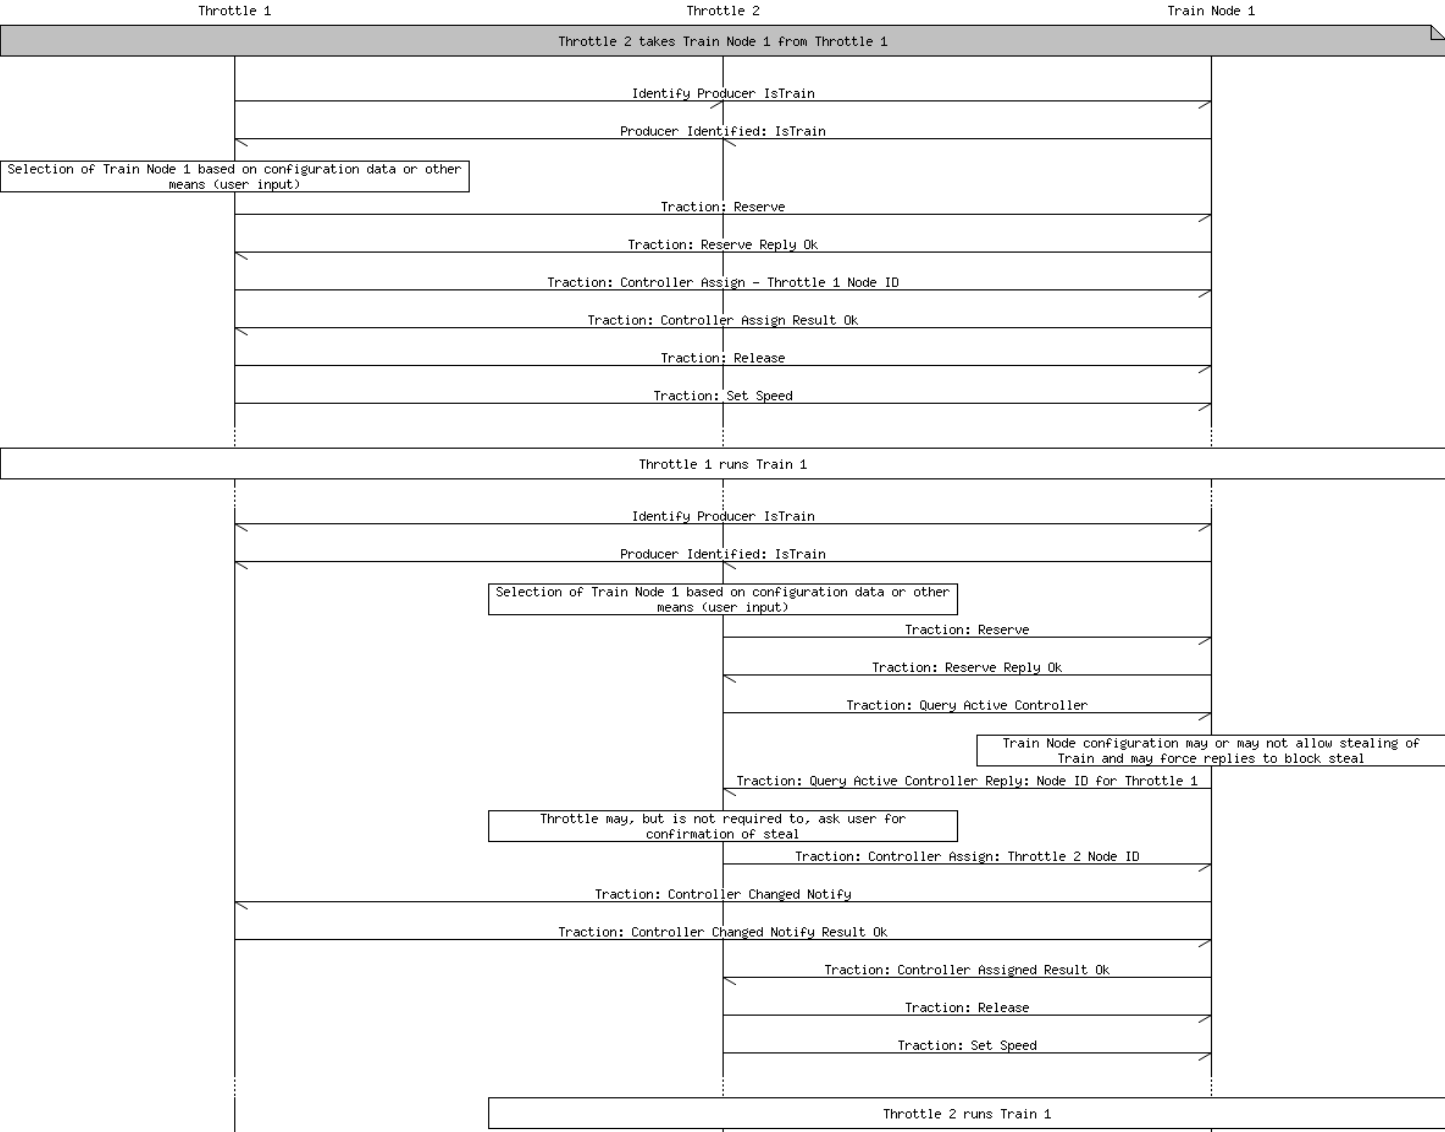 Throttle 1
Throttle 2
Train Node 1
Throttle 2 takes Train Node 1 from Throttle 1
Identify Producer IsTrain
Producer Identified: IsTrain
Selection of Train Node 1 based on configuration data or other
means (user input)
Traction: Reserve
Traction: Reserve Reply Ok
Traction: Controller Assign - Throttle 1 Node ID
Traction: Controller Assign Result Ok
Traction: Release
Traction: Set Speed
Throttle 1 runs Train 1
Identify Producer IsTrain
Producer Identified: IsTrain
Selection of Train Node 1 based on configuration data or other
means (user input)
Traction: Reserve
Traction: Reserve Reply Ok
Traction: Query Active Controller
Train Node configuration may or may not allow stealing of
Train and may force replies to block steal
Traction: Query Active Controller Reply: Node ID for Throttle 1
Throttle may, but is not required to, ask user for
confirmation of steal
Traction: Controller Assign: Throttle 2 Node ID
Traction: Controller Changed Notify
Traction: Controller Changed Notify Result Ok
Traction: Controller Assigned Result Ok
Traction: Release
Traction: Set Speed
Throttle 2 runs Train 1